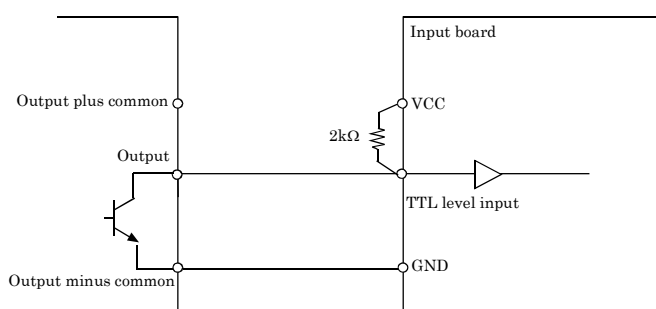 Input board
Output plus common
VCC
2kΩ
Output
TTL level input
Output minus common
GND